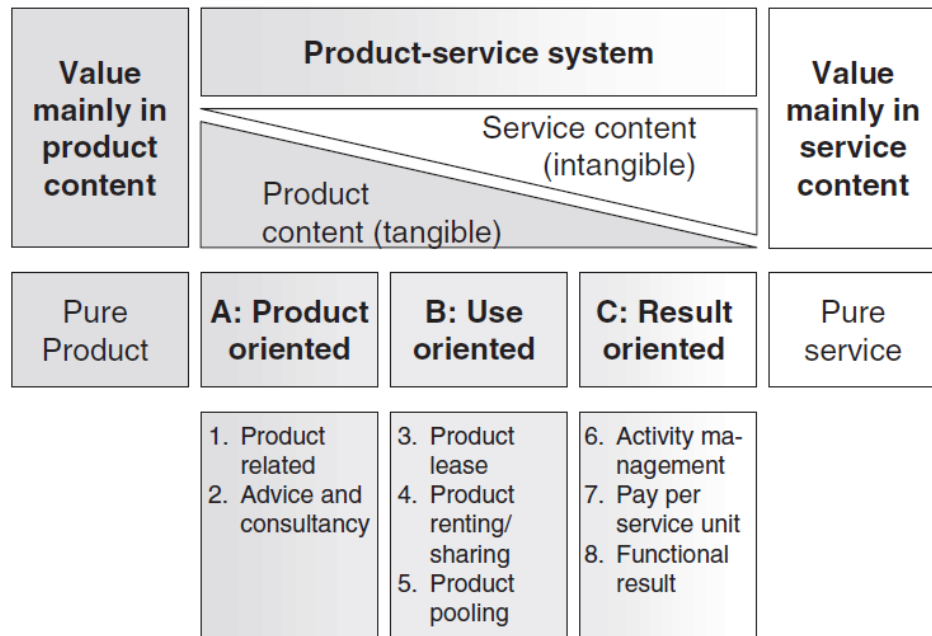 Value
mainly in
product
content
Product-service system
Service content
(intangible)
Product
content (tangible)
Value
mainly in
service
content
Pure
Product
A: Product
oriented
B: Use
oriented
C: Result
oriented
Pure
service
1. Product
related
2. Advice and
consultancy
3. Product
lease
4. Product
renting/
sharing
5. Product
pooling
6. Activity ma-
nagement
7. Pay per
service unit
8. Functional
result